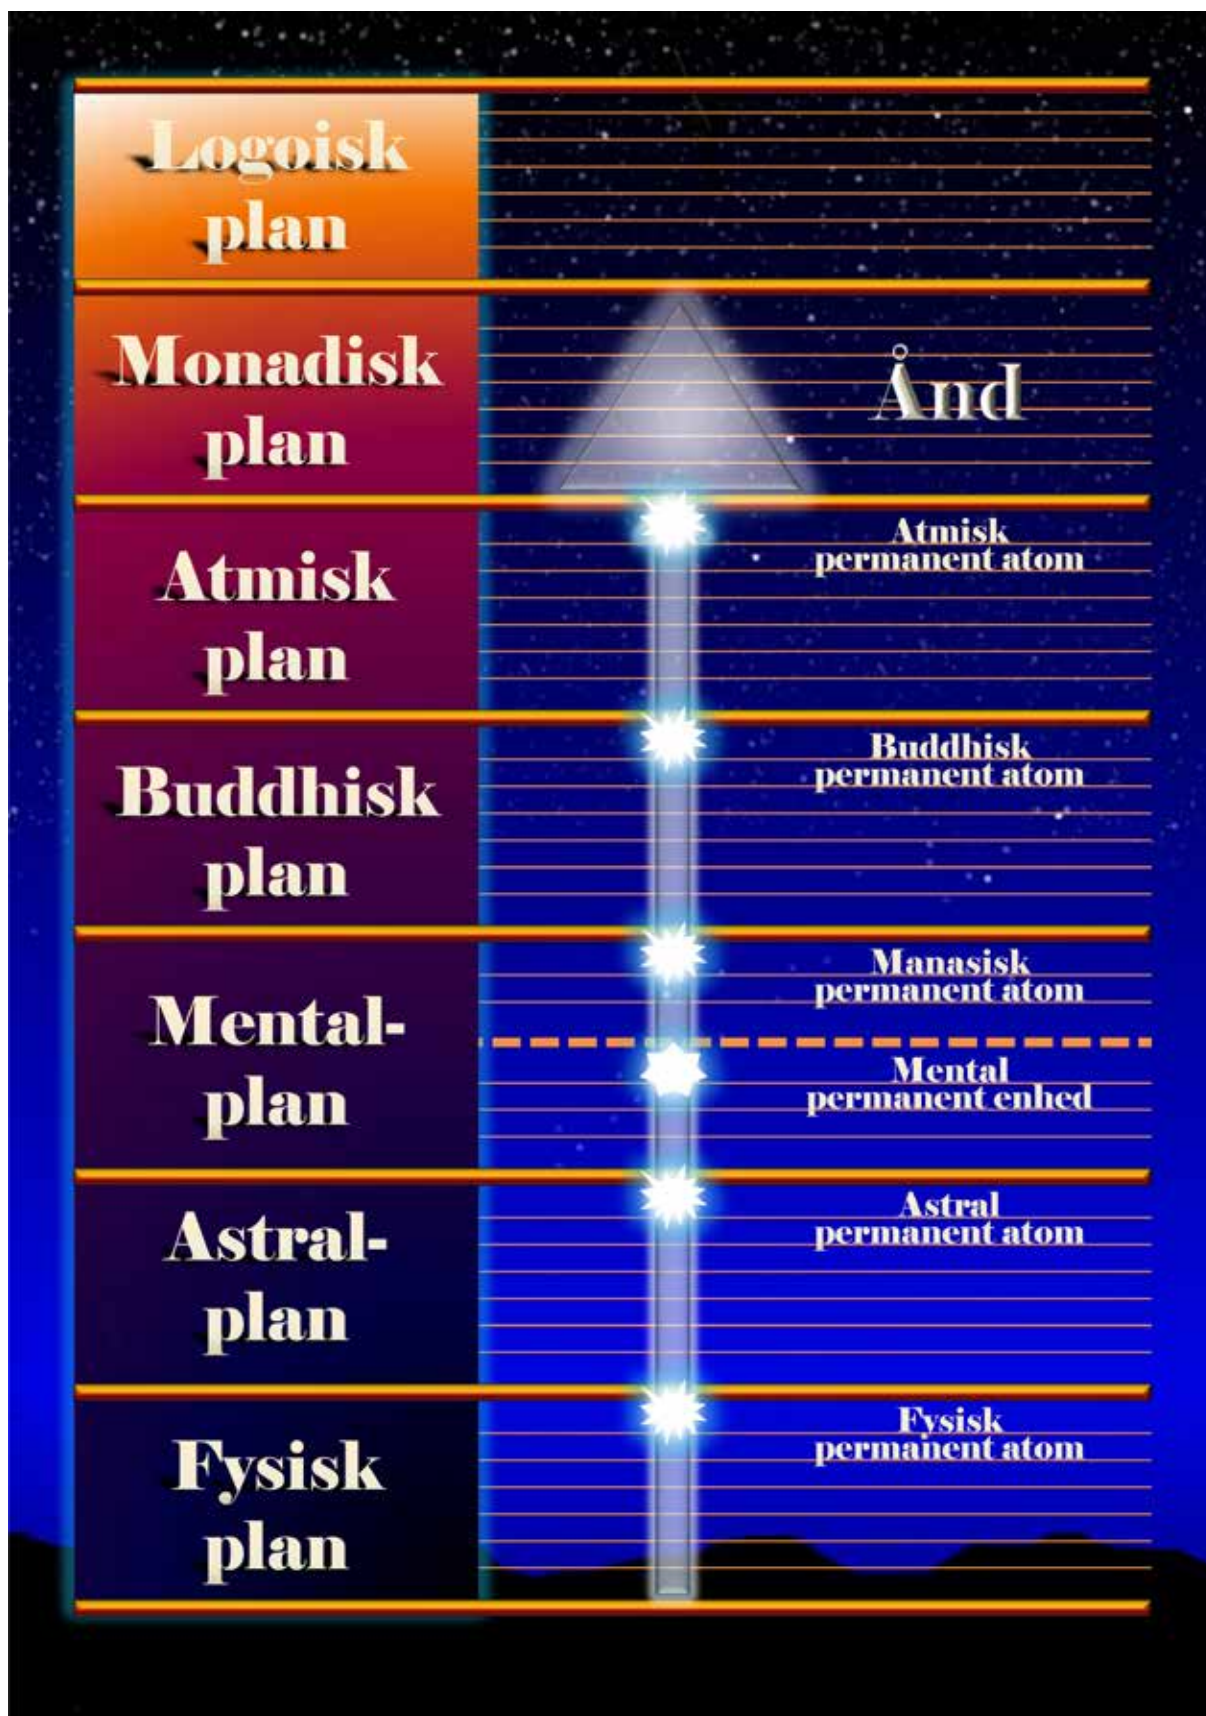 Logoisk
plan
Monadisk
plan
Ånd
Atmisk
plan
Atmisk
permanent atom
Buddhisk
plan
Buddhisk
permanent atom
Mental-
plan
Manasisk
permanent atom
Mental
permanent enhed
Astral-
plan
Astral
permanent atom
Fysisk
plan
Fysisk
permanent atom